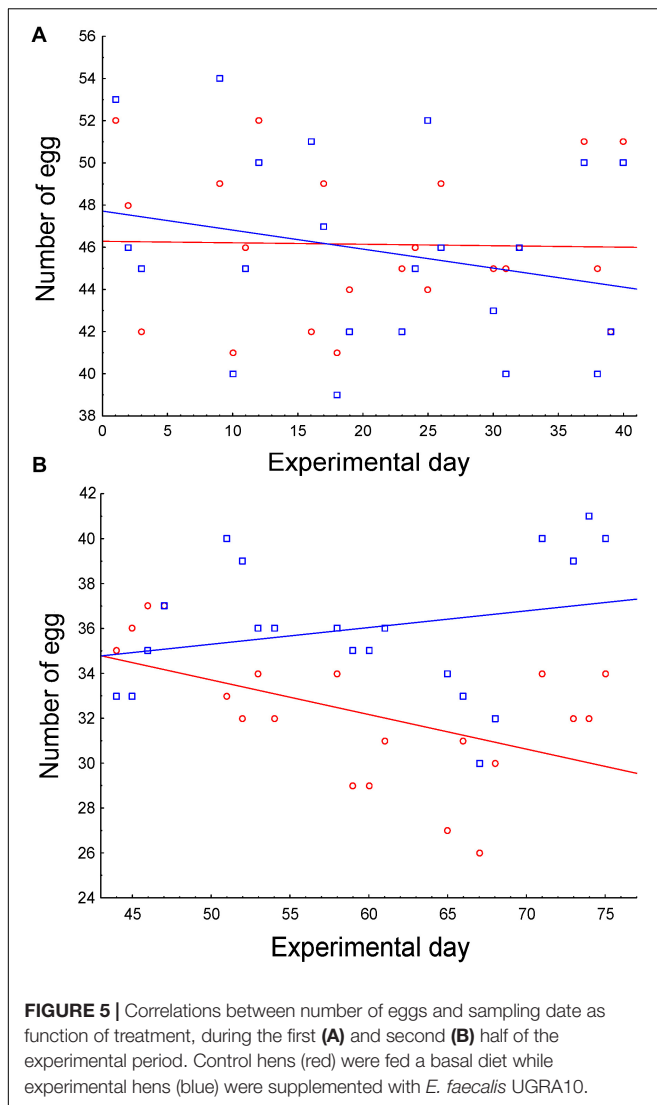 A
56
54
52
50
48
46
44
42
40
38
Number of egg
0 5 10 15 20 25 30 35 40
Experimental day
B
42
40
38
36
34
32
30
28
26
24
Number of egg
45 50 55 60 65 70 75
Experimental day
FIGURE 5 | Correlations between number of eggs and sampling date as
function of treatment, during the first (A) and second (B) half of the
experimental period. Control hens (red) were fed a basal diet while
experimental hens (blue) were supplemented with E. faecalis UGRA10.